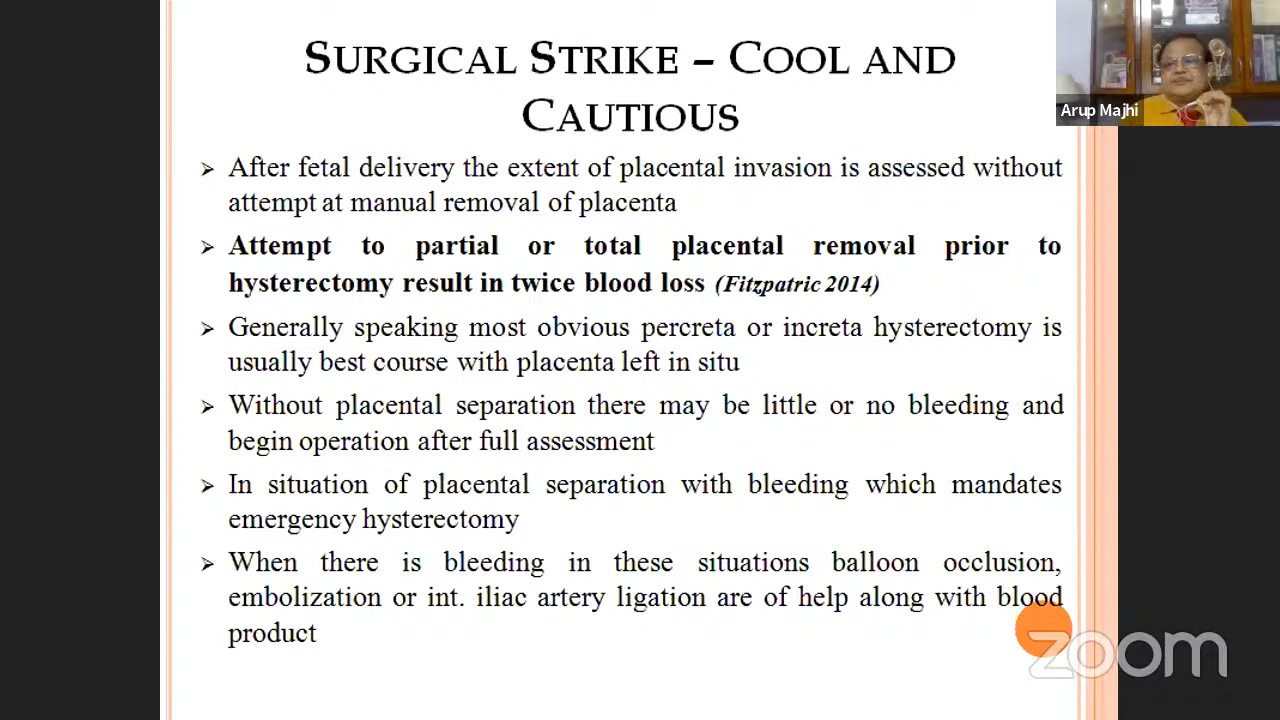 SURGICAL STRIKE – COOL AND
CAUTIOUS
Arup Majhi
➢ After fetal delivery the extent of placental invasion is assessed without
attempt at manual removal of placenta
➢ Attempt to partial or total placental removal prior to
hysterectomy result in twice blood loss (Fitzpatric 2014)
➢ Generally speaking most obvious percreta or increta hysterectomy is
usually best course with placenta left in situ
➢ Without placental separation there may be little or no bleeding and
begin operation after full assessment
➢ In situation of placental separation with bleeding which mandates
emergency hysterectomy
➢ When there is bleeding in these situations balloon occlusion,
embolization or int. iliac artery ligation are of help along with blood
product
zoom